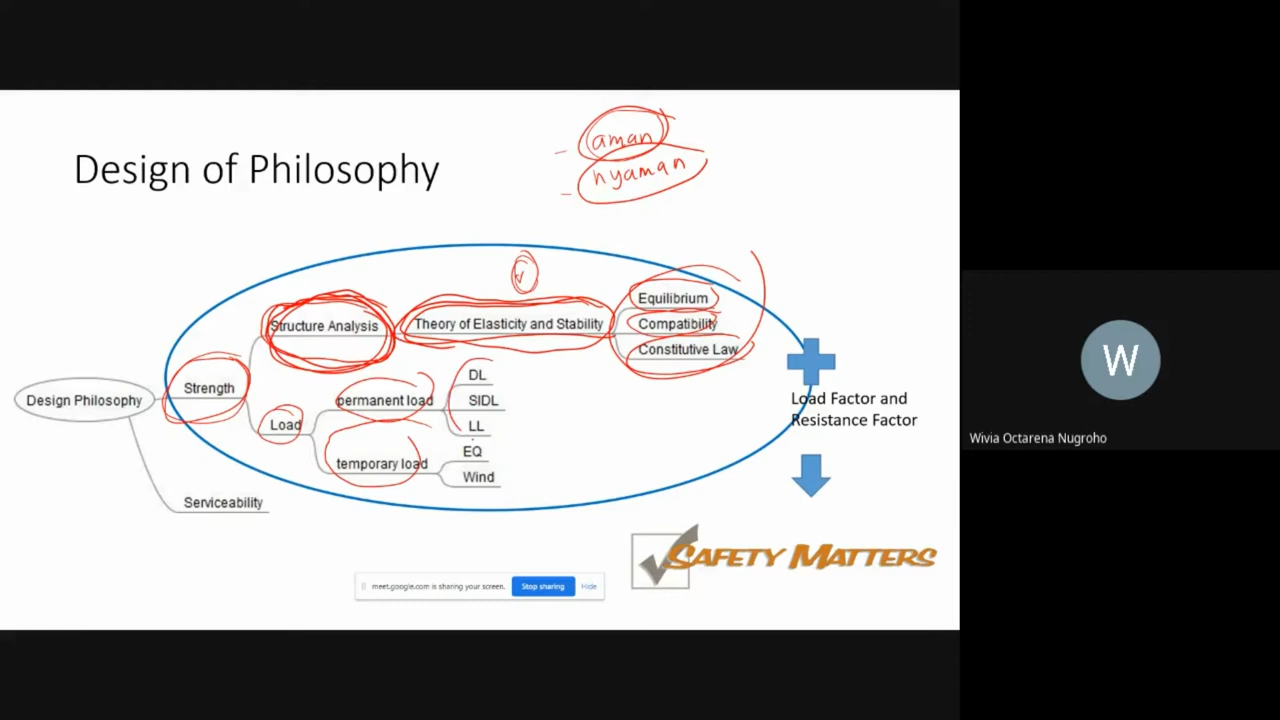 aman
Design of Philosophy
nyaman
Equilibrium
Structure Analysis
Theory of Elasticity and Stability
Compatibility
Constitutive Law
DL
Strength
Design Philosophy
permanent load
SIDL
Load Factor and
Resistance Factor
Load
LL
EQ
temporary load
Wind
Serviceability
SAFETY MATTERS
meet.google.com is sharing your screen.
Stop sharing
Hide
W
Wivia Octarena Nugroho